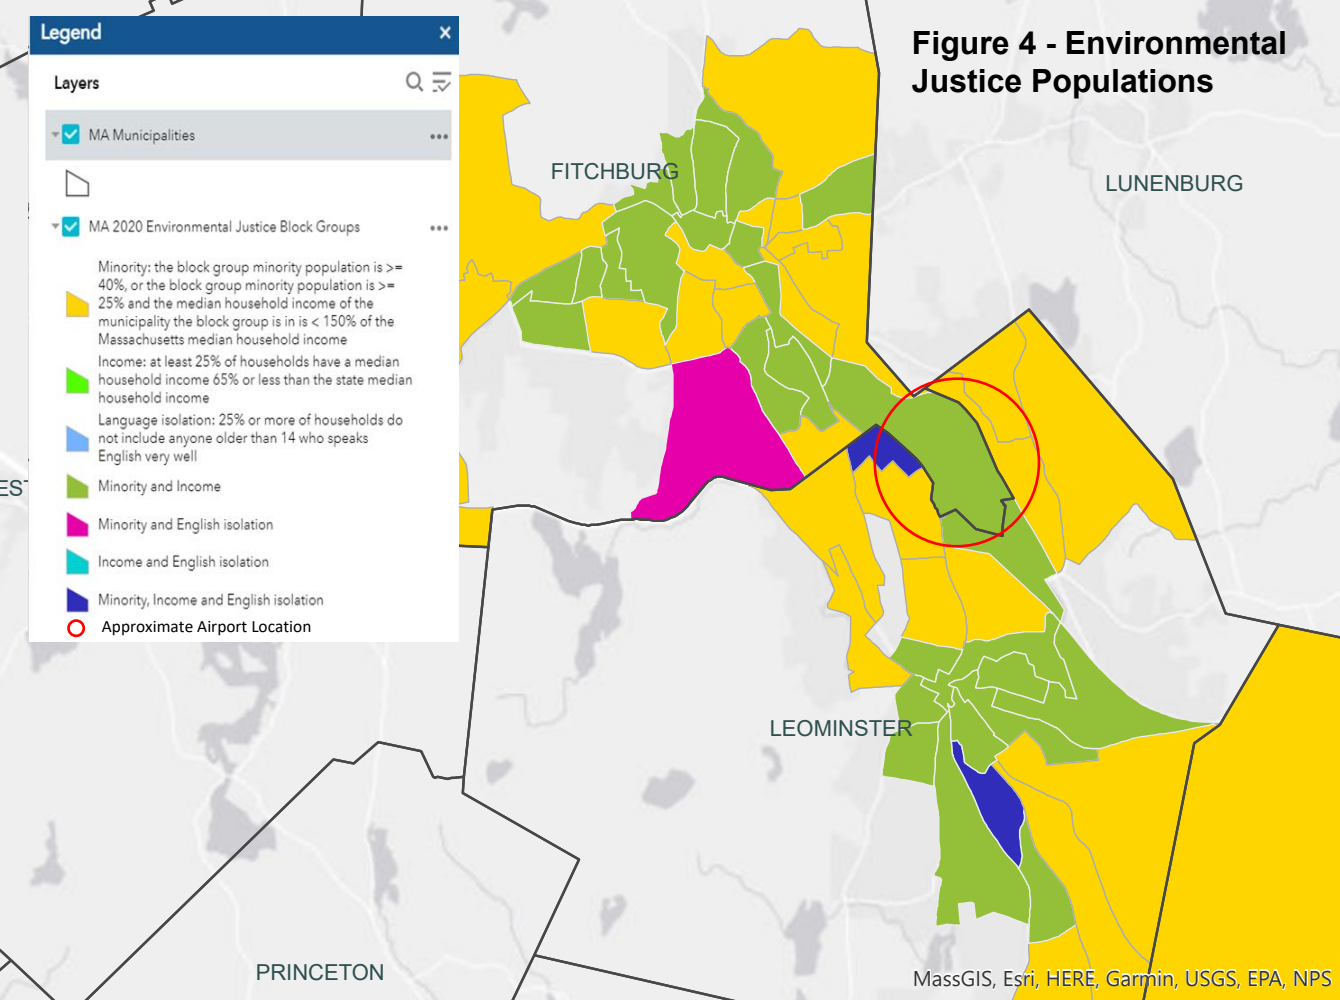 Legend
×
Figure 4 - Environmental
Justice Populations
Layers
MA Municipalities
•••
FITCHBURG
LUNENBURG
MA 2020 Environmental Justice Block Groups
•••
Minority: the block group minority population is >=
40%, or the block group minority population is >=
25% and the median household income of the
municipality the block group is in is < 150% of the
Massachusetts median household income
Income: at least 25% of households have a median
household income 65% or less than the state median
household income
Language isolation: 25% or more of households do
not include anyone older than 14 who speaks
English very well
EST
Minority and Income
Minority and English isolation
Income and English isolation
Minority, Income and English isolation
Approximate Airport Location
LEOMINSTER
PRINCETON
MassGIS, Esri, HERE, Garmin, USGS, EPA, NPS